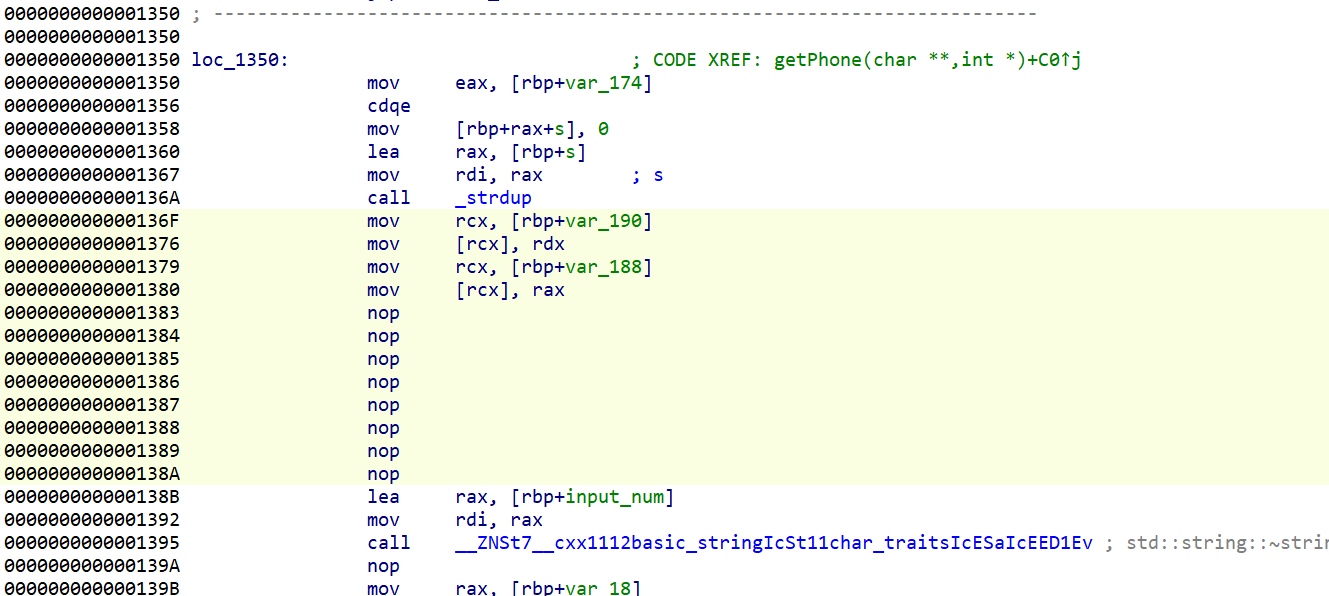 0000000000001350 ; ---------------------------------------------------------------------------
0000000000001350
0000000000001350 loc_1350: ; CODE XREF: getPhone(char **,int *)+C0↑j
0000000000001350 mov eax, [rbp+var_174]
0000000000001356 cdqe
0000000000001358 mov [rbp+rax+s], 0
0000000000001360 lea rax, [rbp+s]
0000000000001367 mov rdi, rax ; s
000000000000136A call _strdup
000000000000136F mov rcx, [rbp+var_190]
0000000000001376 mov [rcx], rdx
0000000000001379 mov rcx, [rbp+var_188]
0000000000001380 mov [rcx], rax
0000000000001383 nop
0000000000001384 nop
0000000000001385 nop
0000000000001386 nop
0000000000001387 nop
0000000000001388 nop
0000000000001389 nop
000000000000138A nop
000000000000138B lea rax, [rbp+input_num]
0000000000001392 mov rdi, rax
0000000000001395 call __ZNSt7__cxx1112basic_stringIcSt11char_traitsIcESaIcEED1Ev ; std::string::~strin
000000000000139A nop
000000000000139B mov rax, [rbp+var_18]